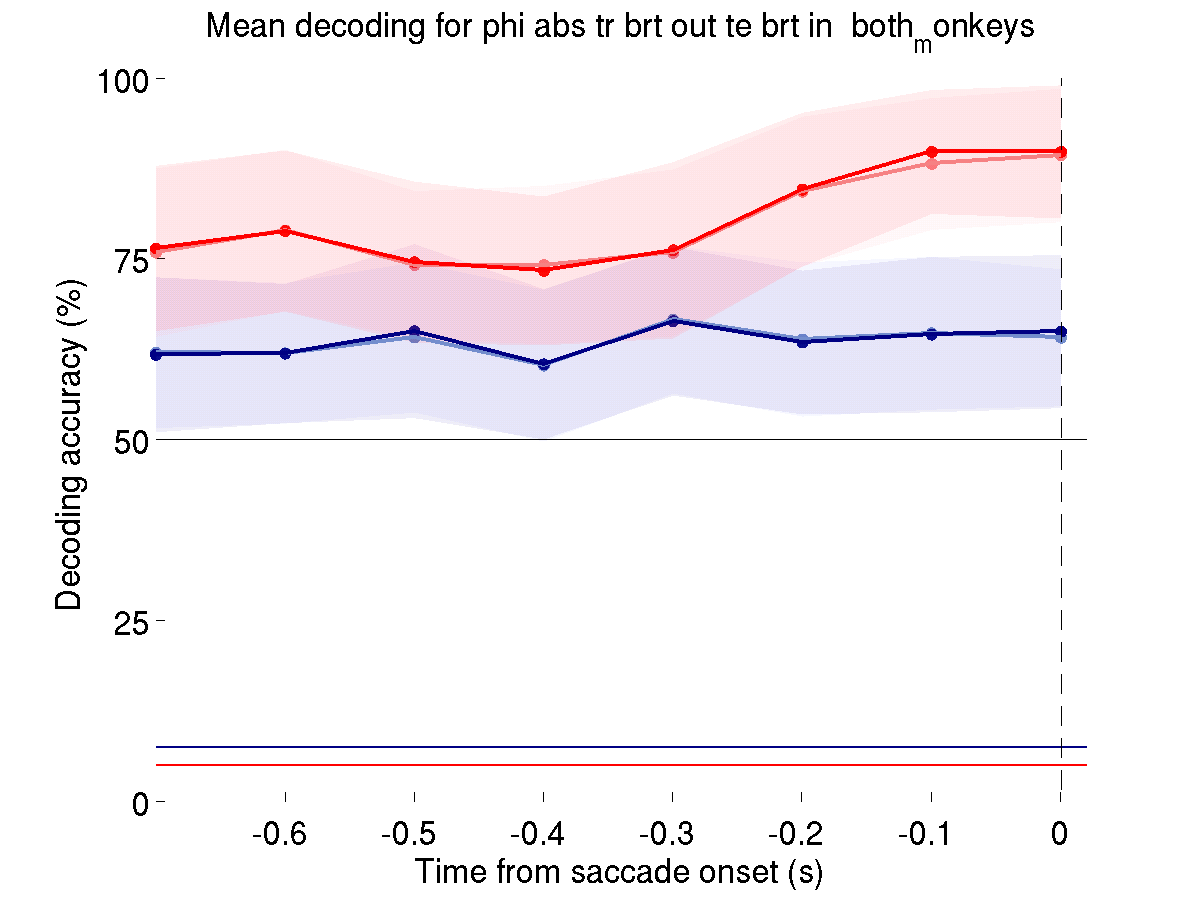 Mean decoding for phi abs tr brt out te brt in  both_monkeys
100
75
50
25
0
Decoding accuracy (%)
-0.6 -0.5 -0.4 -0.3 -0.2 -0.1 0
Time from saccade onset (s)